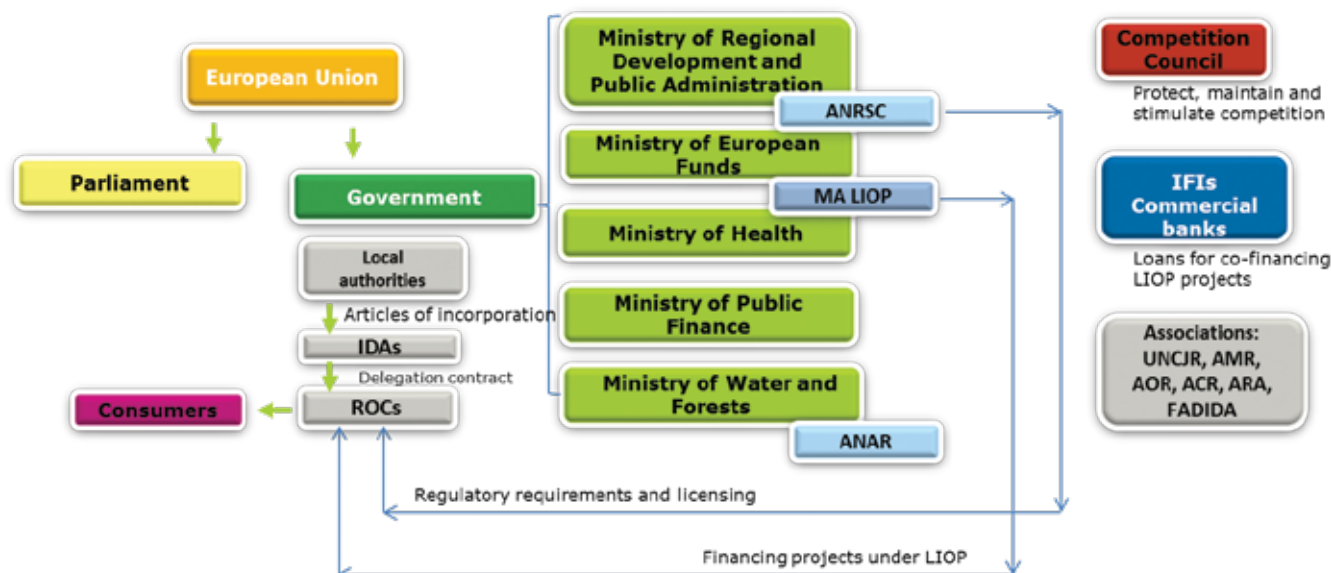 European Union
Parliament
Government
Local
authorities
Articles of incorporation
IDAs
Delegation contract
ROCs
Consumers
Ministry of Regional
Development and
Public Administration
ANRSC
Ministry of European
Funds
MA LIOP
Ministry of Health
Ministry of Public
Finance
Ministry of Water and
Forests
ANAR
Regulatory requirements and licensing
Financing projects under LIOP
Competition
Council
Protect, maintain and
stimulate competition
IFIs
Commercial
banks
Loans for co-financing
LIOP projects
Associations:
UNCJR, AMR,
AOR, ACR, ARA,
FADIDA